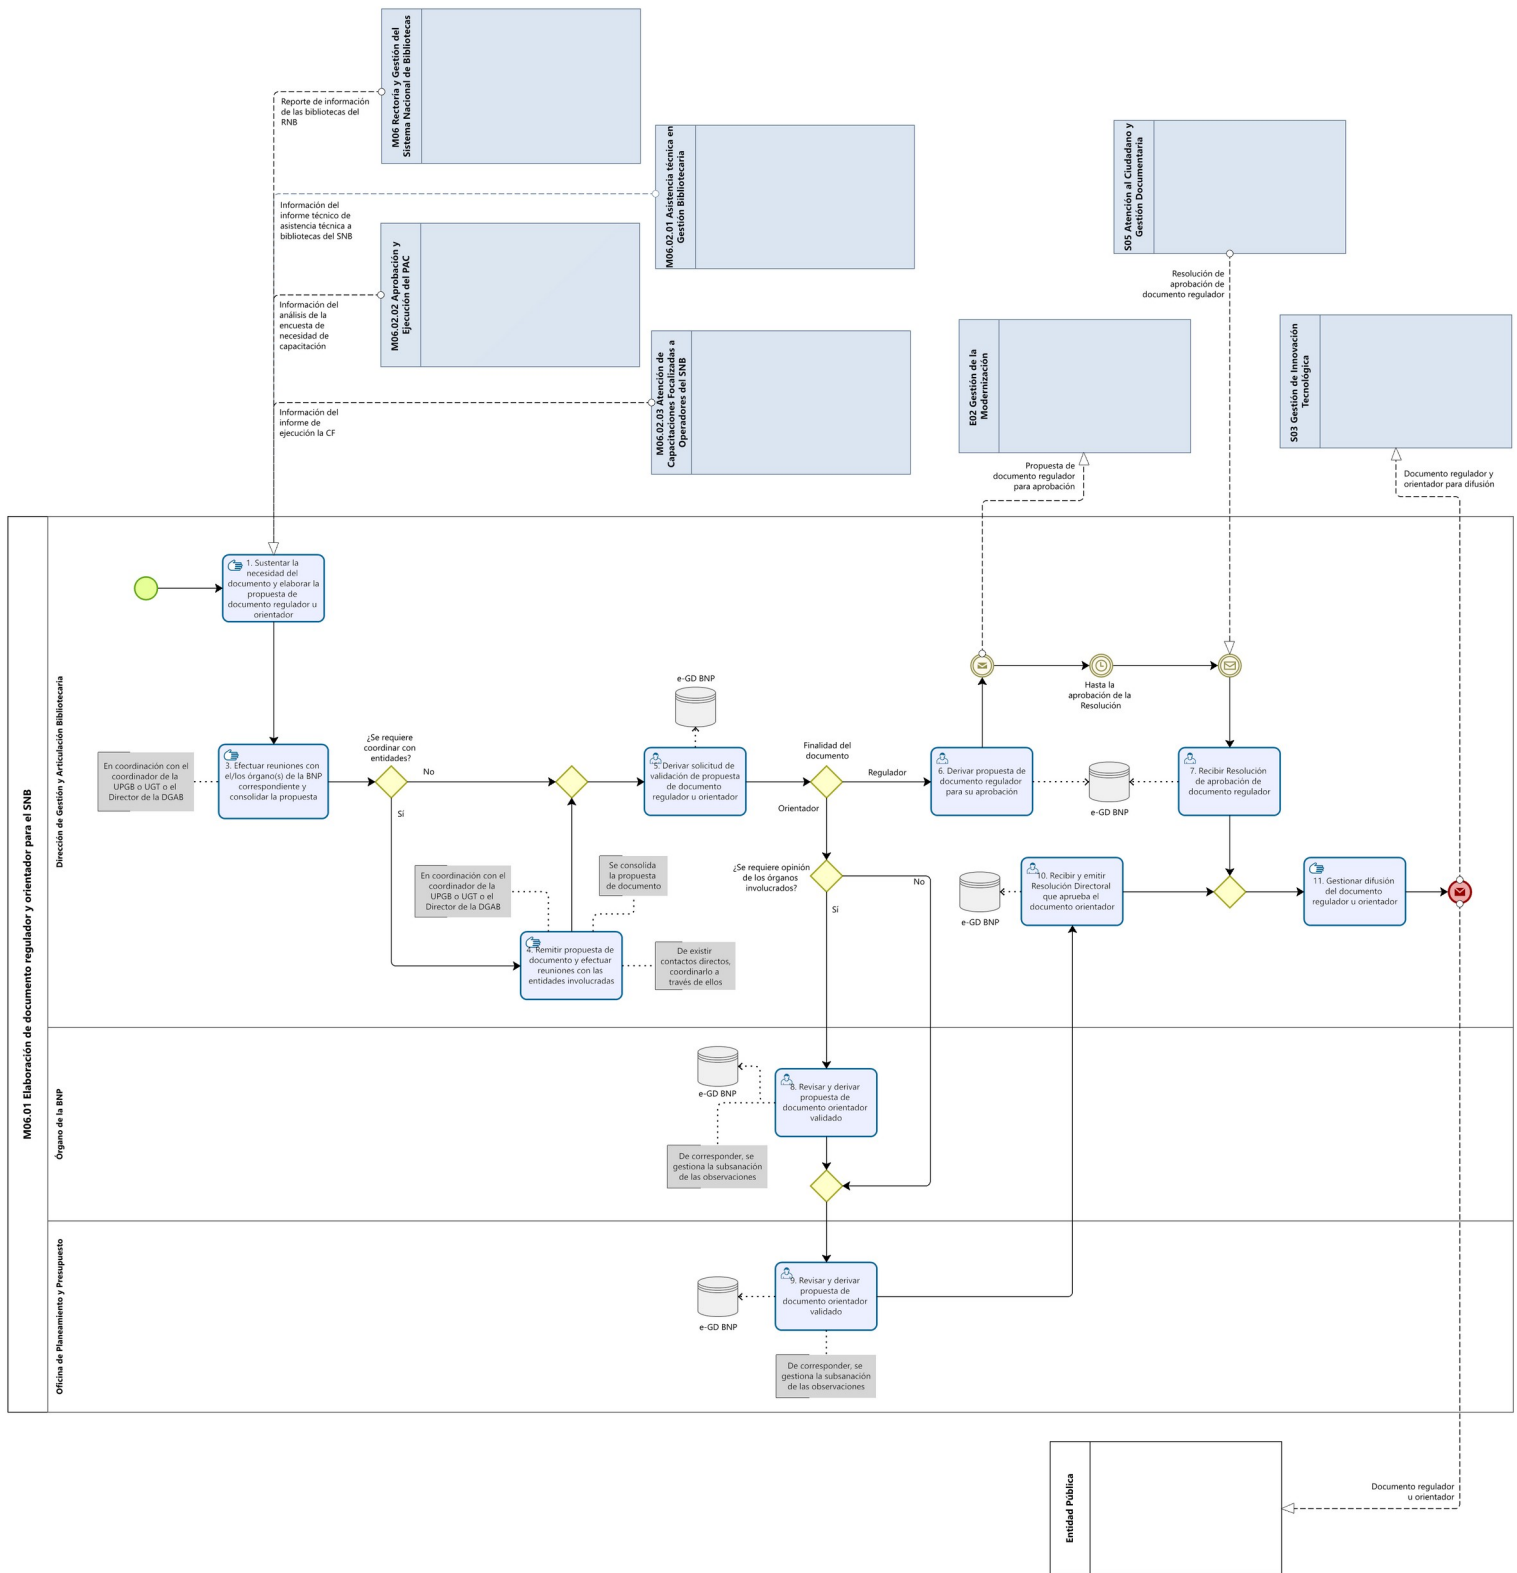 M06 Rectoria y Gestión del
Sistema Nacional de Bibliotecas
Reporte de información
de las bibliotecas del
RNB
M06.02.01 Asistencia técnica en
Gestión Bibliotecaria
Información del
informe técnico de
asistencia técnica a
bibliotecas del SNB
M06.02.02 Aprobación y
Ejecución del PAC
Información del
análisis de la
encuesta de
necesidad de
capacitación
M06.02.03 Atención de
Capacitaciones Focalizadas a
Operadores del SNB
Información del
informe de
ejecución la CF
S05 Atención al Ciudadano y
Gestión Documentaria
Resolución de
aprobación de
documento regulador
E02 Gestión de la
Modernización
Propuesta de
documento regulador
para aprobación
S03 Gestión de Innovación
Tecnológica
Documento regulador y
orientador para difusión
M06.01 Elaboración de documento regulador y orientador para el SNB
Dirección de Gestión y Articulación Bibliotecaria
1. Sustentar la
necesidad del
documento y elaborar la
propuesta de
documento regulador u
orientador
En coordinación con el
coordinador de la
UPGB o UGT o el
Director de la DGAB
3. Efectuar reuniones con
el/los órgano(s) de la BNP
correspondiente y
consolidar la propuesta
¿Se requiere
coordinar con
entidades?
No
Sí
En coordinación con el
coordinador de la
UPGB o UGT o el
Director de la DGAB
Se consolida
la propuesta
de documento
4. Remitir propuesta de
documento y efectuar
reuniones con las
entidades involucradas
De existir
contactos directos,
coordinarlo a
través de ellos
e-GD BNP
5. Derivar solicitud de
validación de propuesta
de documento
regulador u orientador
Finalidad del
documento
Regulador
Orientador
6. Derivar propuesta de
documento regulador
para su aprobación
Hasta la
aprobación de la
Resolución
e-GD BNP
7. Recibir Resolución
de aprobación de
documento regulador
¿Se requiere opinión
de los órganos
involucrados?
No
Sí
e-GD BNP
10. Recibir y emitir
Resolución Directoral
que aprueba el
documento orientador
11. Gestionar difusión
del documento
regulador u orientador
Órgano de la BNP
e-GD BNP
8. Revisar y derivar
propuesta de
documento orientador
validado
De corresponder, se
gestiona la subsanación
de las observaciones
Oficina de Planeamiento y Presupuesto
e-GD BNP
9. Revisar y derivar
propuesta de
documento orientador
validado
De corresponder, se
gestiona la subsanación
de las observaciones
Entidad Pública
Documento regulador
u orientador